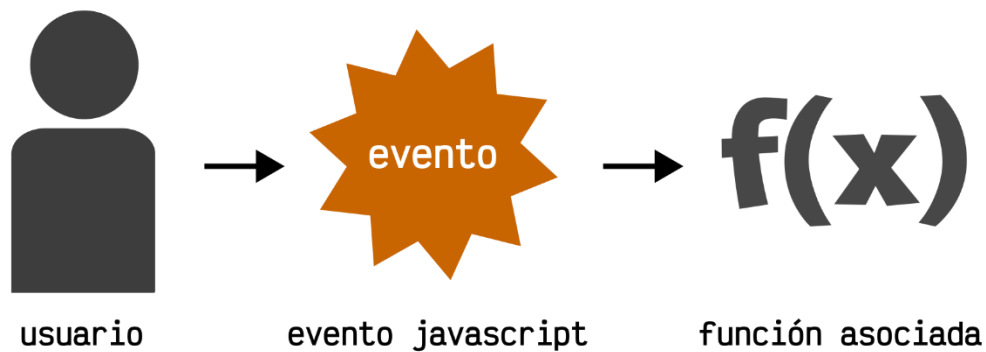 evento
f(x)
usuario
evento javascript
función asociada